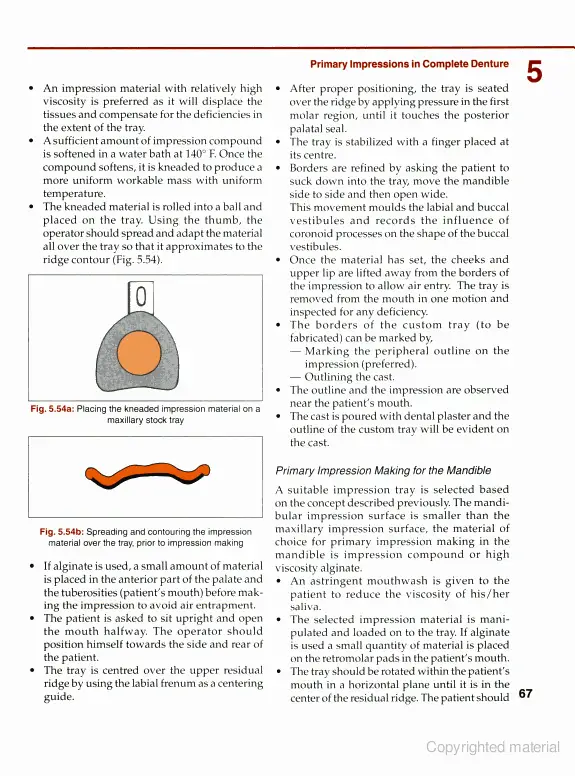 Primary Impressions in Complete Denture
5
• An impression material with relatively high
viscosity is preferred as it will displace the
tissues and compensate for the deficiencies in
the extent of the tray.
• A sufficient amount of impression compound
is softened in a water bath at 140° F. Once the
compound softens, it is kneaded to produce a
more uniform workable mass with uniform
temperature.
• The kneaded material is rolled into a ball and
placed on the tray. Using the thumb, the
operator should spread and adapt the material
all over the tray so that it approximates to the
ridge contour (Fig. 5.54).
Fig. 5.54a: Placing the kneaded impression material on a
maxillary stock tray
Fig. 5.54b: Spreading and contouring the impression
material over the tray, prior to impression making
• If alginate is used, a small amount of material
is placed in the anterior part of the palate and
the tuberosities (patient's mouth) before mak-
ing the impression to avoid air entrapment.
• The patient is asked to sit upright and open
the mouth halfway. The operator should
position himself towards the side and rear of
the patient.
• The tray is centred over the upper residual
ridge by using the labial frenum as a centering
guide.
• After proper positioning, the tray is seated
over the ridge by applying pressure in the first
molar region, until it touches the posterior
palatal seal.
• The tray is stabilized with a finger placed at
its centre.
• Borders are refined by asking the patient to
suck down into the tray, move the mandible
side to side and then open wide.
This movement moulds the labial and buccal
vestibules and records the influence of
coronoid processes on the shape of the buccal
vestibules.
• Once the material has set, the cheeks and
upper lip are lifted away from the borders of
the impression to allow air entry. The tray is
removed from the mouth in one motion and
inspected for any deficiency.
• The borders of the custom tray (to be
fabricated) can be marked by,
— Marking the peripheral outline on the
impression (preferred).
— Outlining the cast.
• The outline and the impression are observed
near the patient's mouth.
• The cast is poured with dental plaster and the
outline of the custom tray will be evident on
the cast.
Primary Impression Making for the Mandible
A suitable impression tray is selected based
on the concept described previously. The mandi-
bular impression surface is smaller than the
maxillary impression surface, the material of
choice for primary impression making in the
mandible is impression compound or high
viscosity alginate.
• An astringent mouthwash is given to the
patient to reduce the viscosity of his/her
saliva.
• The selected impression material is mani-
pulated and loaded on to the tray. If alginate
is used a small quantity of material is placed
on the retromolar pads in the patient's mouth.
• The tray should be rotated within the patient's
mouth in a horizontal plane until it is in the
center of the residual ridge. The patient should
67
Copyrighted material